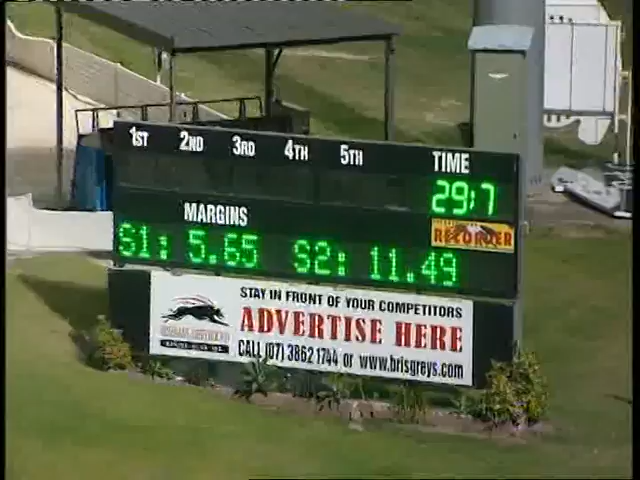 1ST 2ND 3RD 4TH 5TH TIME
29:7
MARGINS
RECORDER
S1: 5.65 S2: 11.49
STAY IN FRONT OF YOUR COMPETITORS
ADVERTISE HERE
CALL (07) 3862 1744 or www.brisgreys.com